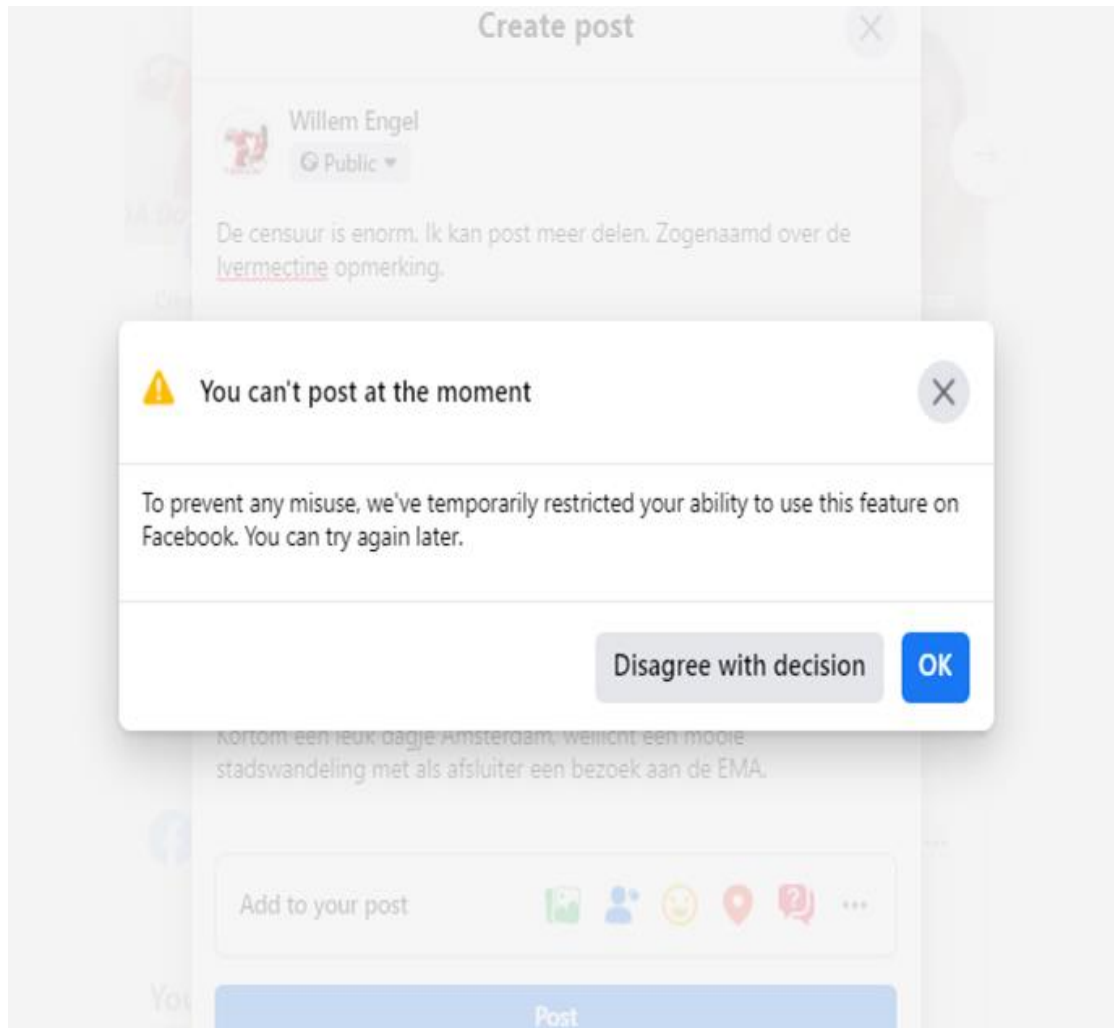 Create post
Willem Engel
Public
De censuur is enorm. Ik kan post meer delen. Zogenaamd over de
Ivermectine opmerking.
You can't post at the moment
To prevent any misuse, we've temporarily restricted your ability to use this feature on
Facebook. You can try again later.
Disagree with decision
OK
Kortom een leuk dagje Amsterdam, wellicht een mooie
stadswandeling met als afsluiter een bezoek aan de EMA.
Add to your post
You
Post